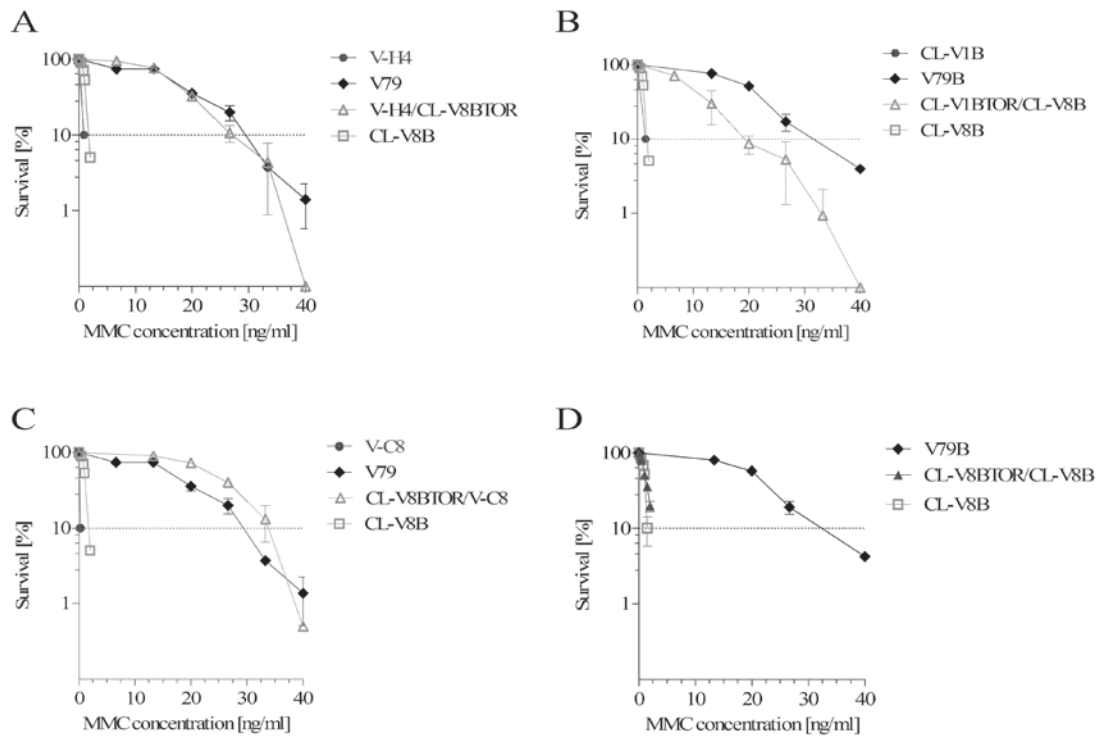 A
V-H4
V79
V-H4/CL-V8BTOR
CL-V8B
Survival [%]
100
10
1
0 10 20 30 40
MMC concentration [ng/ml]
B
CL-V1B
V79B
CL-V1BTOR/CL-V8B
CL-V8B
Survival [%]
100
10
1
0 10 20 30 40
MMC concentration [ng/ml]
C
V-C8
V79
CL-V8BTOR/V-C8
CL-V8B
Survival [%]
100
10
1
0 10 20 30 40
MMC concentration [ng/ml]
D
V79B
CL-V8BTOR/CL-V8B
CL-V8B
Survival [%]
100
10
1
0 10 20 30 40
MMC concentration [ng/ml]